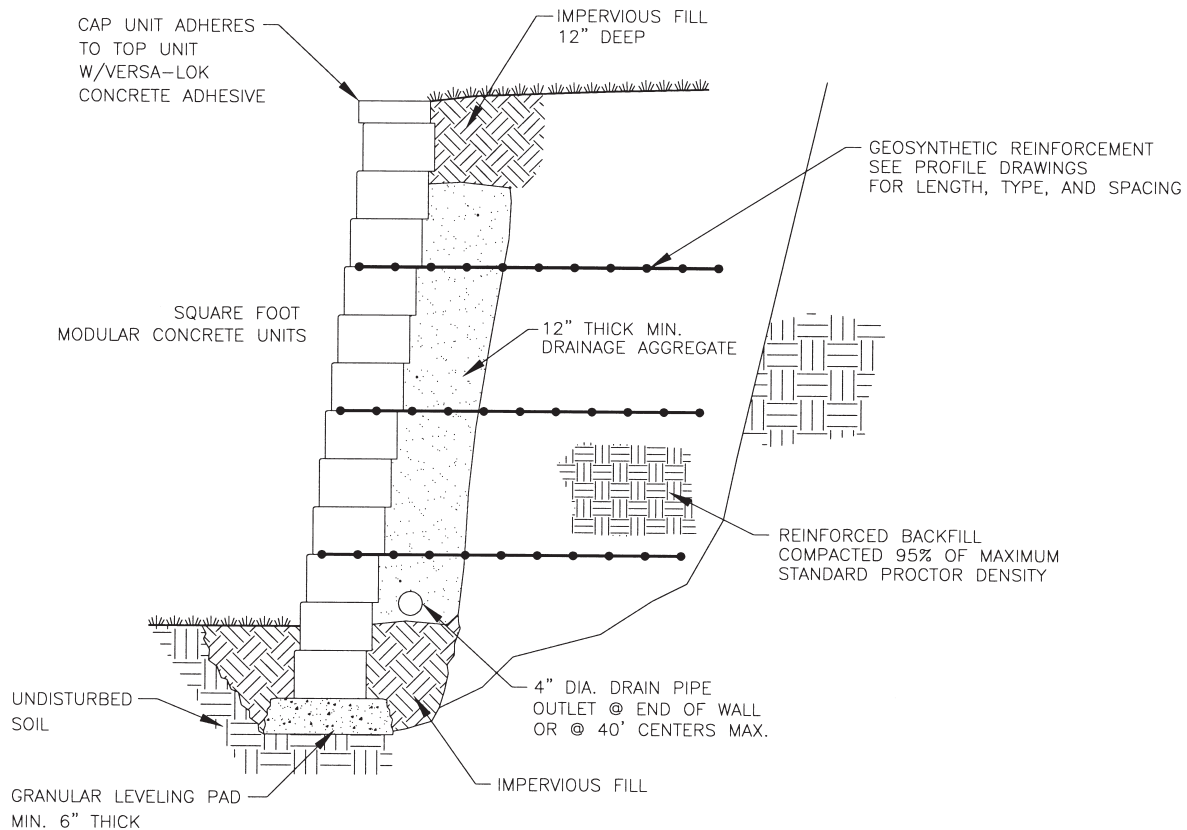 CAP UNIT ADHERES
TO TOP UNIT
W/VERSA-LOK
CONCRETE ADHESIVE
IMPERVIOUS FILL
12” DEEP
GEOSYNTHETIC REINFORCEMENT
SEE PROFILE DRAWINGS
FOR LENGTH, TYPE, AND SPACING
SQUARE FOOT
MODULAR CONCRETE UNITS
12” THICK MIN.
DRAINAGE AGGREGATE
REINFORCED BACKFILL
COMPACTED 95% OF MAXIMUM
STANDARD PROCTOR DENSITY
UNDISTURBED
SOIL
4” DIA. DRAIN PIPE
OUTLET @ END OF WALL
OR @ 40’ CENTERS MAX.
IMPERVIOUS FILL
GRANULAR LEVELING PAD
MIN. 6” THICK